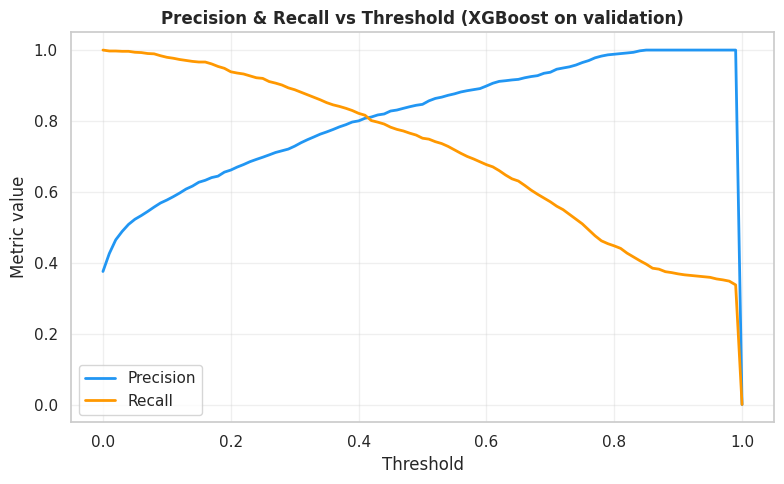 Precision & Recall vs Threshold (XGBoost on validation)
Metric value
1.0
0.8
0.6
0.4
0.2
0.0
Precision
Recall
0.0 0.2 0.4 0.6 0.8 1.0
Threshold